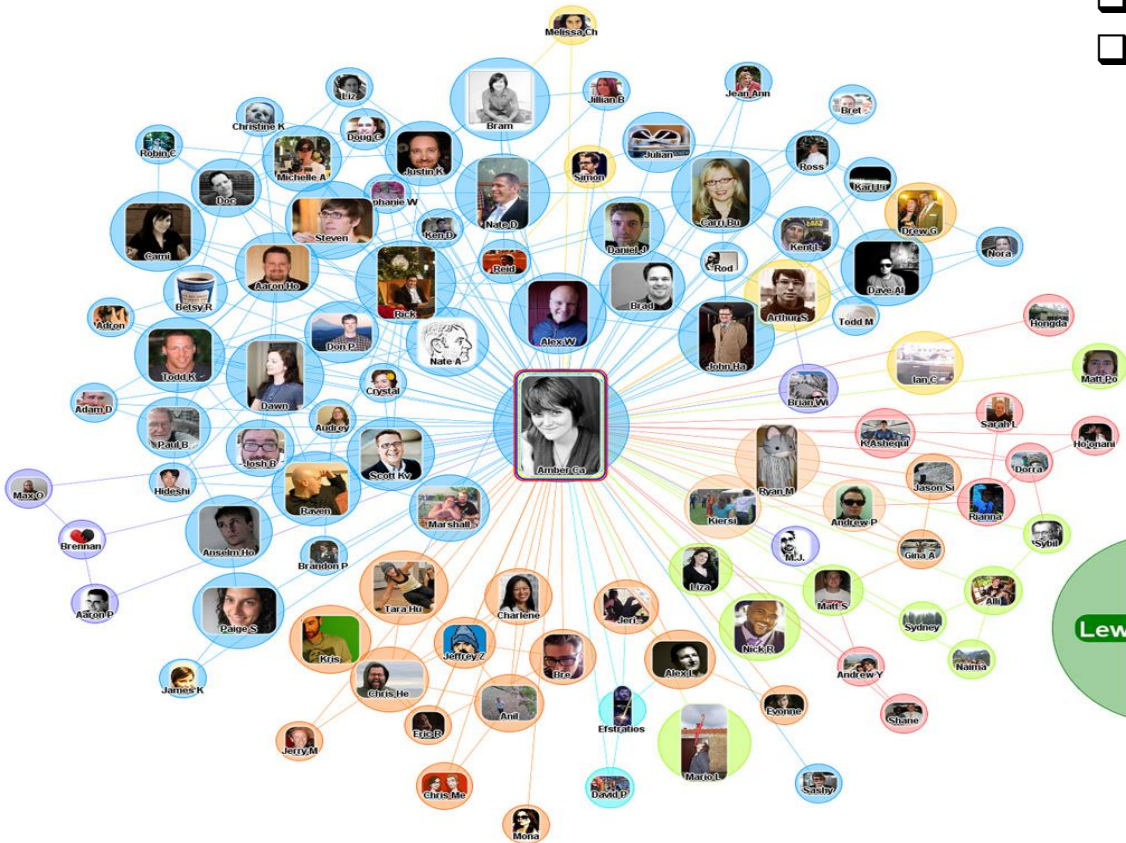 Melissa Ch
Liz
Jillian B
Jean Ann
Bret
Bram
Christine K
Doug C
Robin C
Michelle A
Justin K
Julian
Ross
Simon
Karl Li
Doc
phanie W
Nate D
Carri Bu
Drew G
Steven
Ken D
Daniel J
Kent L
Nora
Cami
Reid
Rod
Dave Al
Aaron Ho
Betsy R
Rick
Brad
Arthur S
Todd M
Adron
Don P
Alex W
Hongda
Nate A
John Ha
Todd K
Ian C
Matt Po
Crystal
Brian Wi
Dawn
Adam D
Audrey
Sarah L
Paul B
K Ashequl
Ho'onani
Josh B
Scott Kv
Amber Ca
Dorra
Hideshi
Ryan M
Jason Si
Max O
Raven
Marshall
Kiersi
Andrew P
Rianna
Brennan
Anselm Ho
Sybil
Brandon P
M.J.
Gina A
Aaron P
Tara Hu
Charlene
Liza
Matt S
Alli
Paige S
Jeri
Sydney
Lew
Kris
Jeffrey Z
Nick R
Bre
Alex L
Naima
James K
Chris He
Andrew Y
Anil
Evonne
Shane
Eric R
Efstratios
Jerry M
Mario L
Chris Me
David P
Sashy
Mona